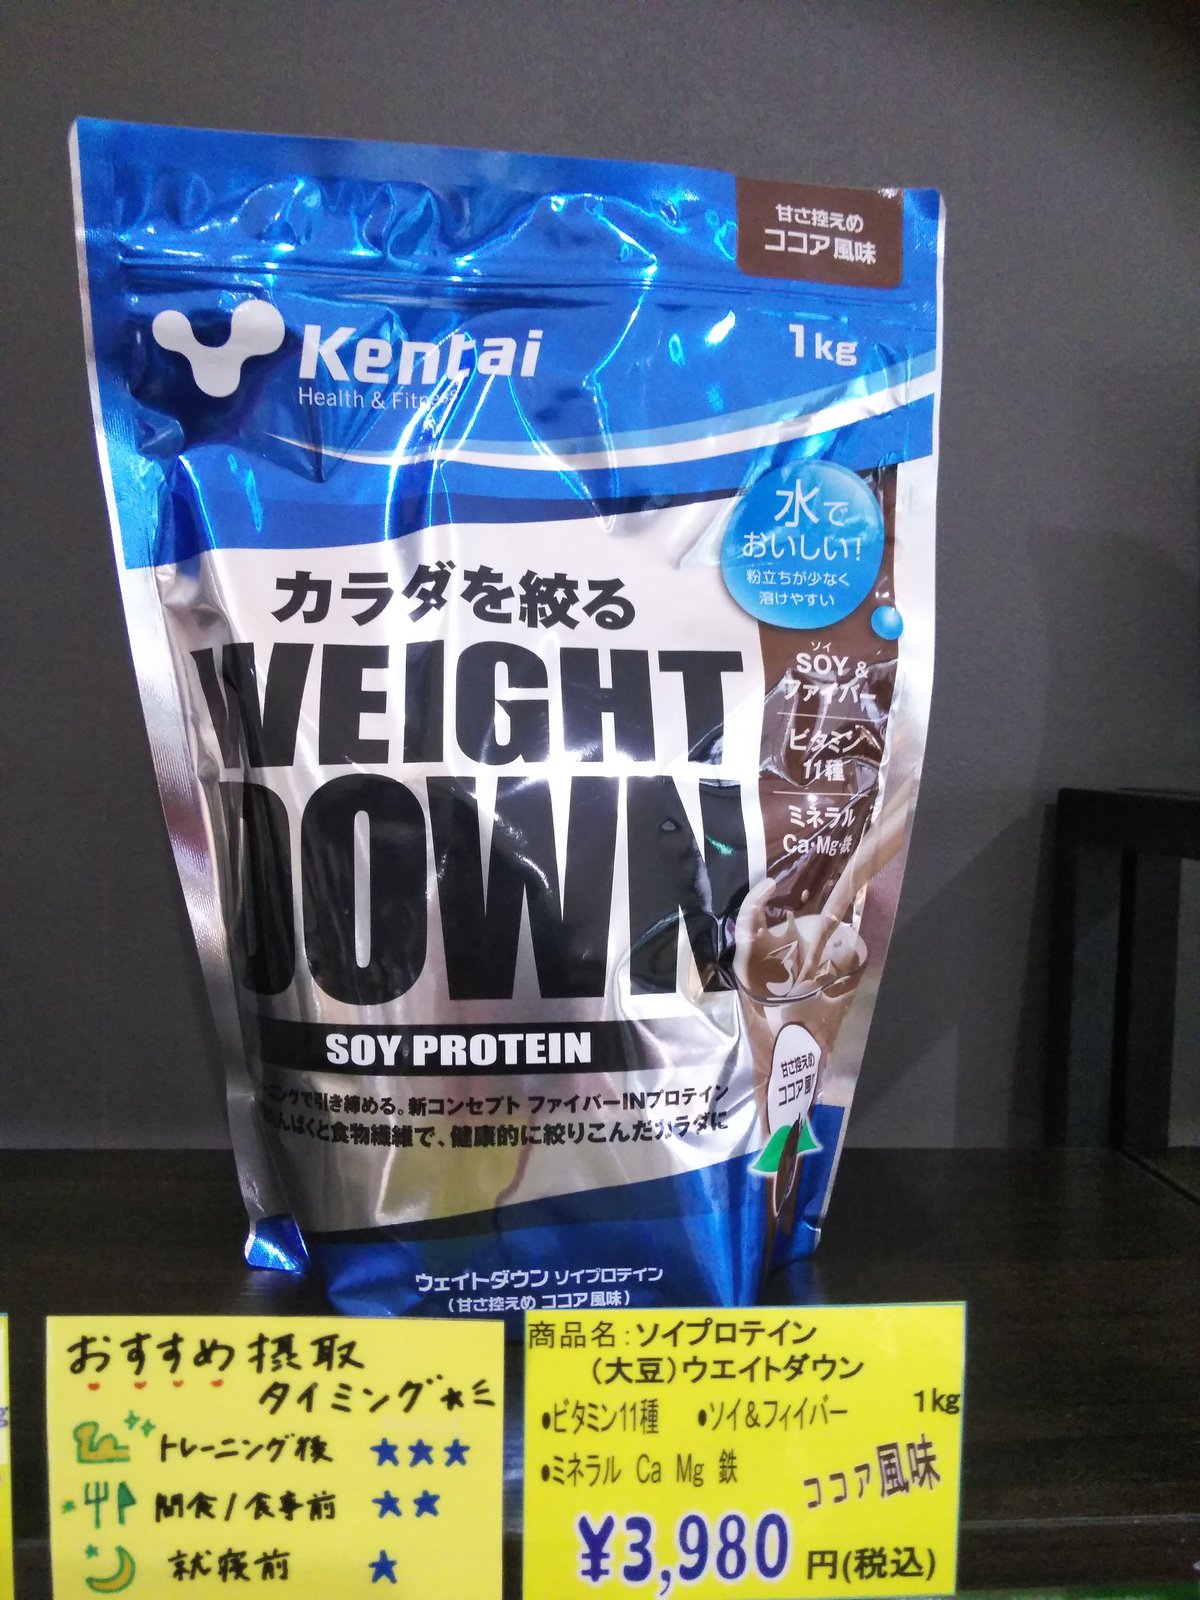 甘さ控えめ
ココア風味
Kentai
Health & Fitness
1kg
水で
おいしい!
粉立ちが少なく
溶けやすい
カラダを絞る
WEIGHT
DOWN
ソイ
SOY &
ファイバー
ビタミン
11種
ミネラル
Ca・Mg・鉄
SOY PROTEIN
甘さ控えめ
ココア風
ーニングで引き締める。新コンセプト ファイバーINプロテイン
んぱくと食物繊維で、健康的に絞りこんだカラダに
ウェイトダウン ソイプロテイン
(甘さ控えめ ココア風味)
おすすめ摂取
タイミング★
トレーニング後 ★★★
間食/食事前 ★★
就寝前 ★
商品名:ソイプロテイン
(大豆)ウエイトダウン
1kg
●ビタミン11種 ●ソイ&フィイバー
●ミネラル Ca Mg 鉄
ココア風味
¥3,980 円(税込)